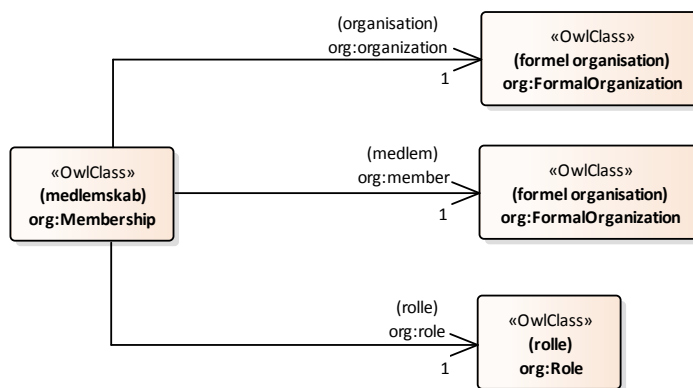 (organisation)
org:organization
1
«OwlClass»
(formel organisation)
org:FormalOrganization
«OwlClass»
(medlemskab)
org:Membership
(medlem)
org:member
1
«OwlClass»
(formel organisation)
org:FormalOrganization
(rolle)
org:role
1
«OwlClass»
(rolle)
org:Role